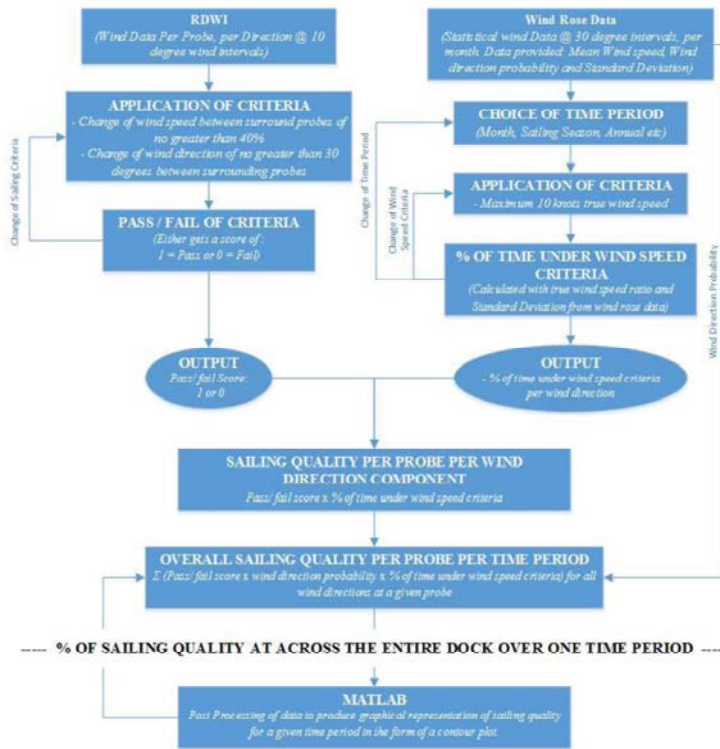 RDWI
(Wind Data Per Probe, per Direction @ 10
degree wind intervals)
Wind Rose Data
(Statistical wind Data @ 30 degree intervals, per
month. Data provided: Mean Wind speed, Wind
direction probability and Standard Deviation)
APPLICATION OF CRITERIA
- Change of wind speed between surround probes of
no greater than 40%
- Change of wind direction of no greater than 30
degrees between surrounding probes
CHOICE OF TIME PERIOD
(Month, Sailing Season, Annual etc)
Change of Sailing Criteria
Change of Time Period
Change of Wind
Speed Criteria
APPLICATION OF CRITERIA
- Maximum 10 knots true wind speed
PASS / FAIL OF CRITERIA
(Either gets a score of :
1 = Pass or 0 = Fail)
% OF TIME UNDER WIND SPEED
CRITERIA
(Calculated with true wind speed ratio and
Standard Deviation from wind rose data)
Wind Direction Probability
OUTPUT
Pass/ fail Score:
1 or 0
OUTPUT
- % of time under wind speed criteria
per wind direction
SAILING QUALITY PER PROBE PER WIND
DIRECTION COMPONENT
Pass/ fail score x % of time under wind speed criteria
OVERALL SAILING QUALITY PER PROBE PER TIME PERIOD
Σ (Pass/ fail score x wind direction probability x % of time under wind speed criteria) for all
wind directions at a given probe
----- % OF SAILING QUALITY AT ACROSS THE ENTIRE DOCK OVER ONE TIME PERIOD -----
MATLAB
Post Processing of data to produce graphical representation of sailing quality
for a given time period in the form of a contour plot.